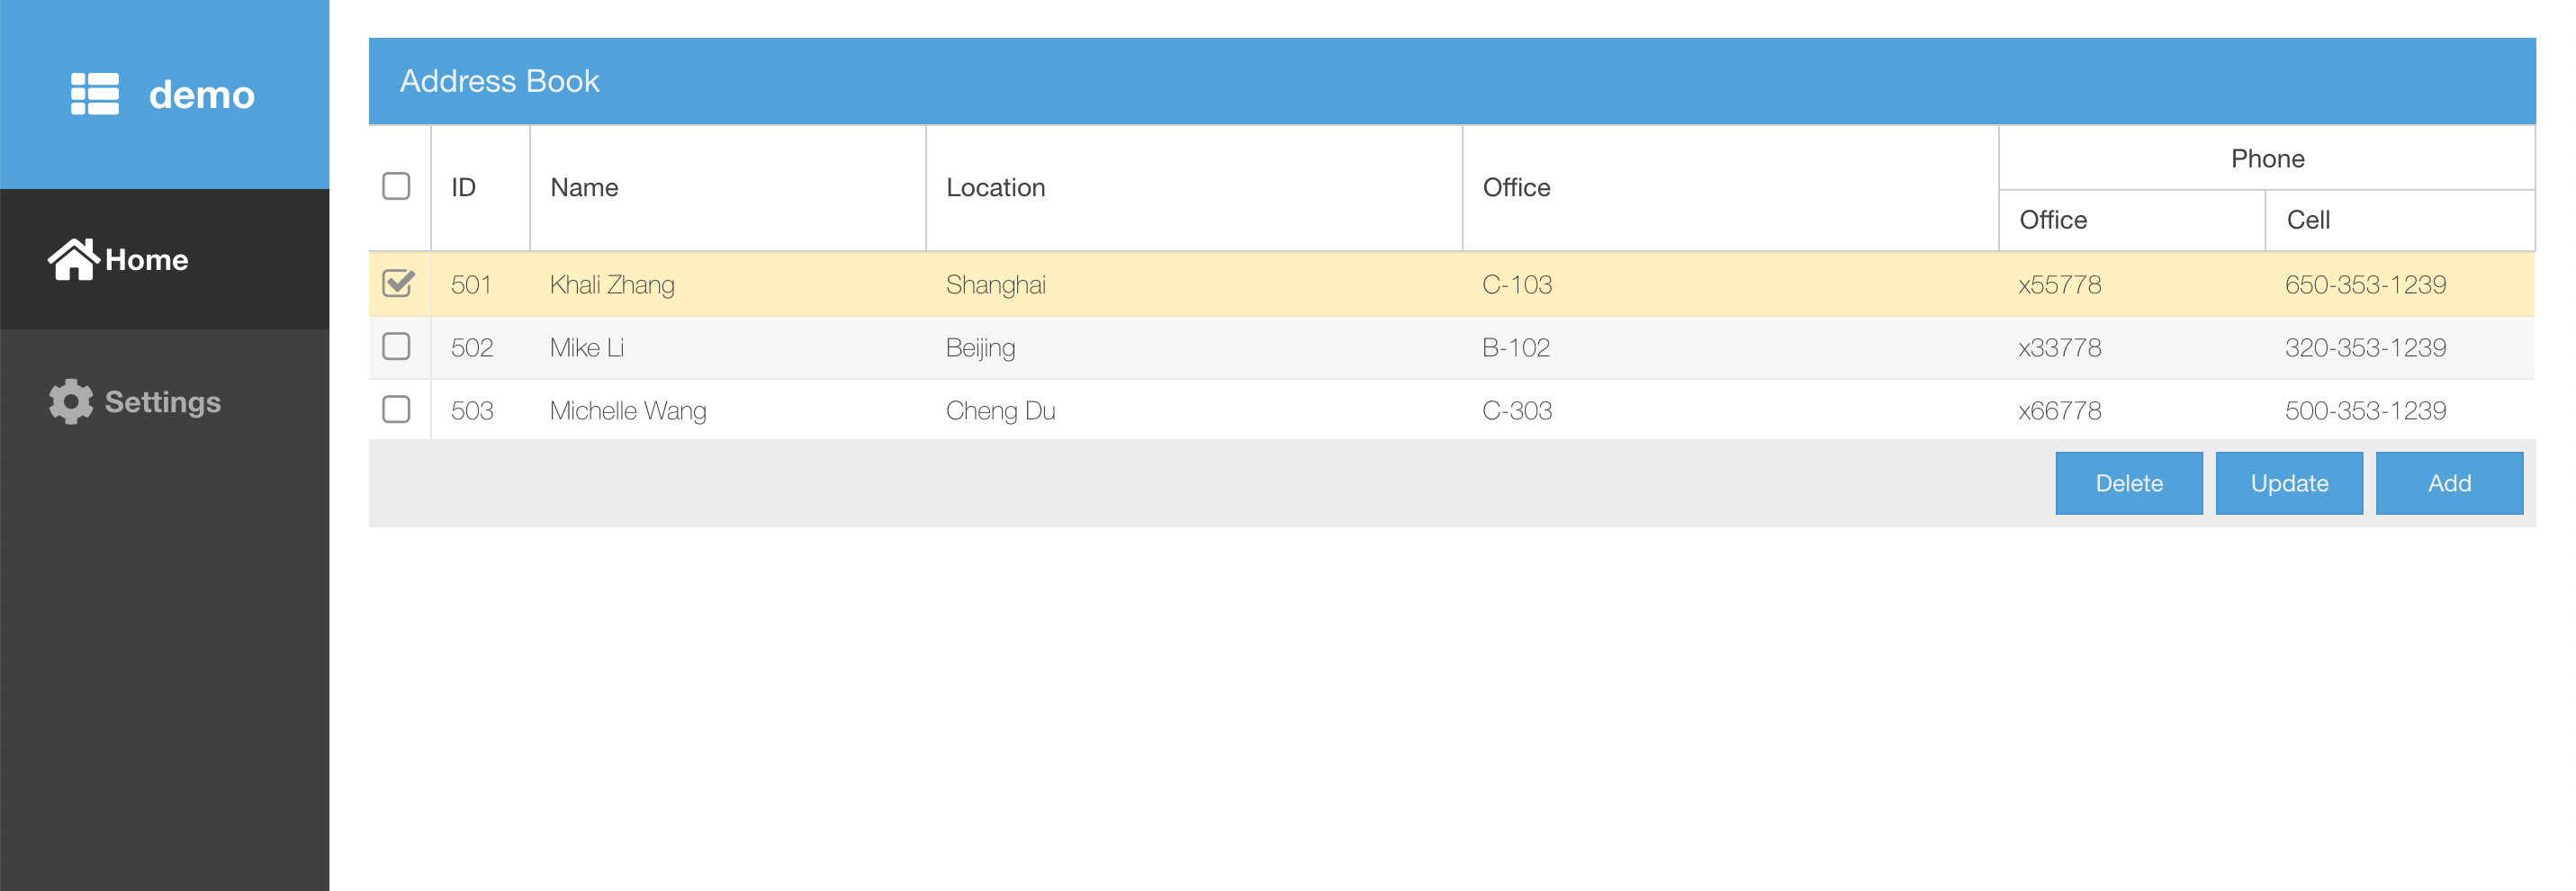 demo
Home
Settings
Address Book
Phone
ID Name Location Office
Office Cell
501 Khali Zhang Shanghai C-103 x55778 650-353-1239
502 Mike Li Beijing B-102 x33778 320-353-1239
503 Michelle Wang Cheng Du C-303 x66778 500-353-1239
Delete Update Add